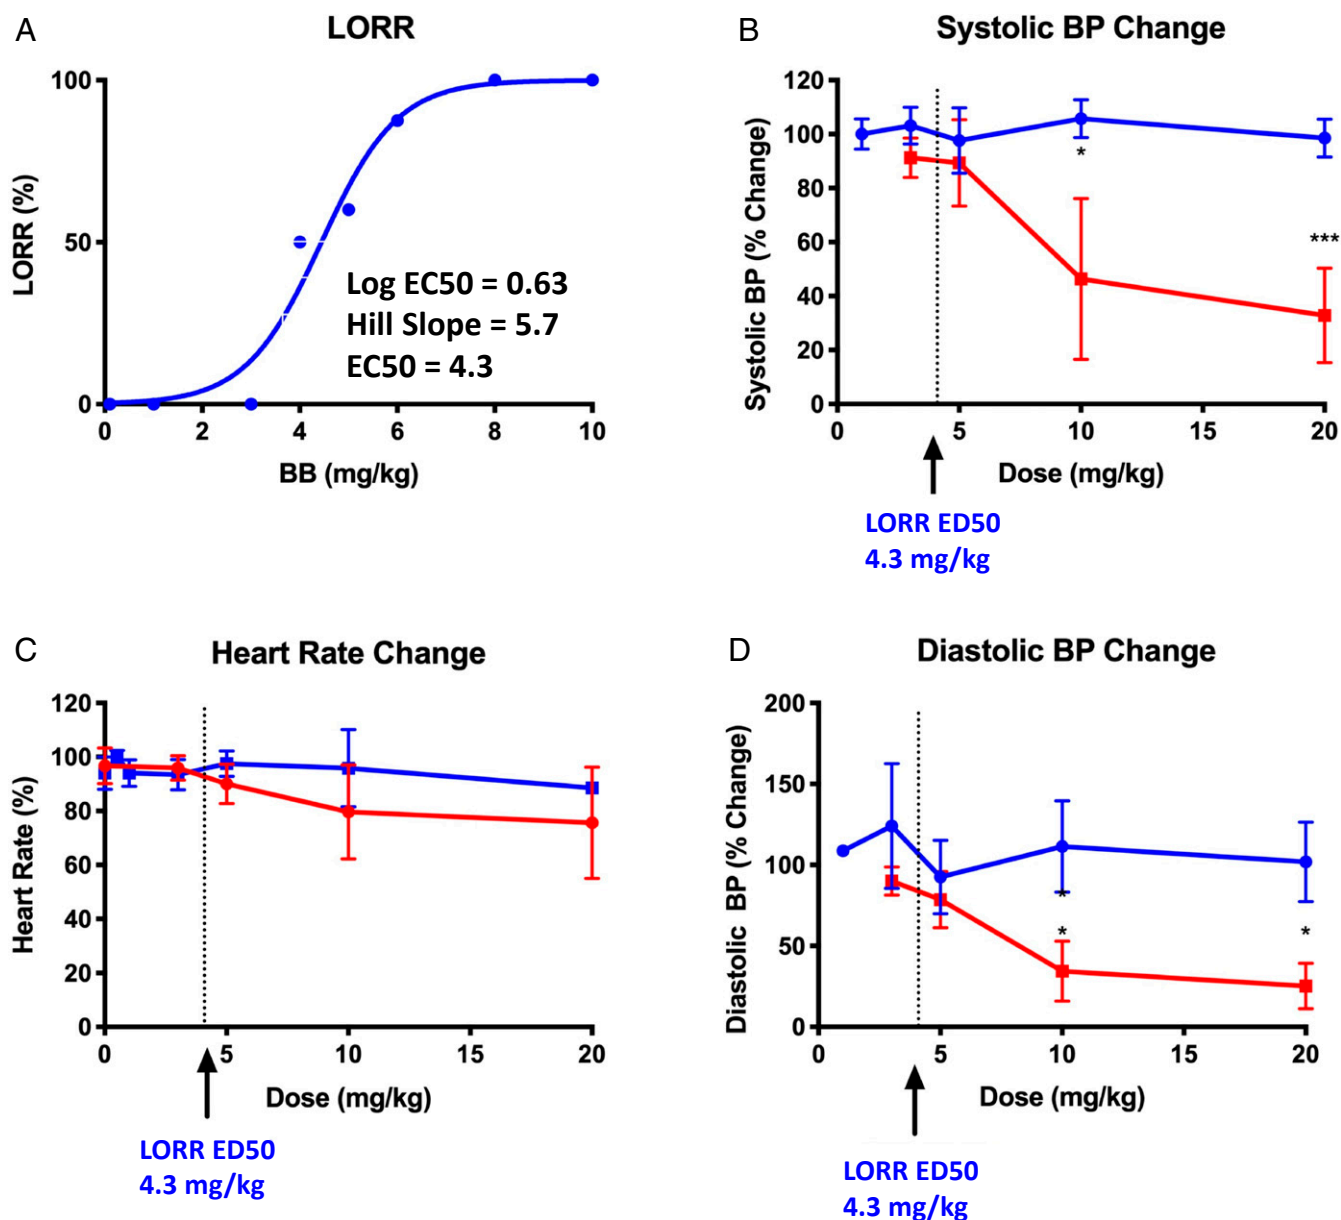 A
LORR
100
50
0
LORR (%)
Log EC50 = 0.63
Hill Slope = 5.7
EC50 = 4.3
0 2 4 6 8 10
BB (mg/kg)
B
Systolic BP Change
120
100
80
60
40
20
0
Systolic BP (% Change)
*
***
0 5 10 15 20
Dose (mg/kg)
LORR ED50
4.3 mg/kg
C
Heart Rate Change
120
100
80
60
40
20
0
Heart Rate (%)
0 5 10 15 20
Dose (mg/kg)
LORR ED50
4.3 mg/kg
D
Diastolic BP Change
200
150
100
50
0
Diastolic BP (% Change)
*
*
*
0 5 10 15 20
Dose (mg/kg)
LORR ED50
4.3 mg/kg